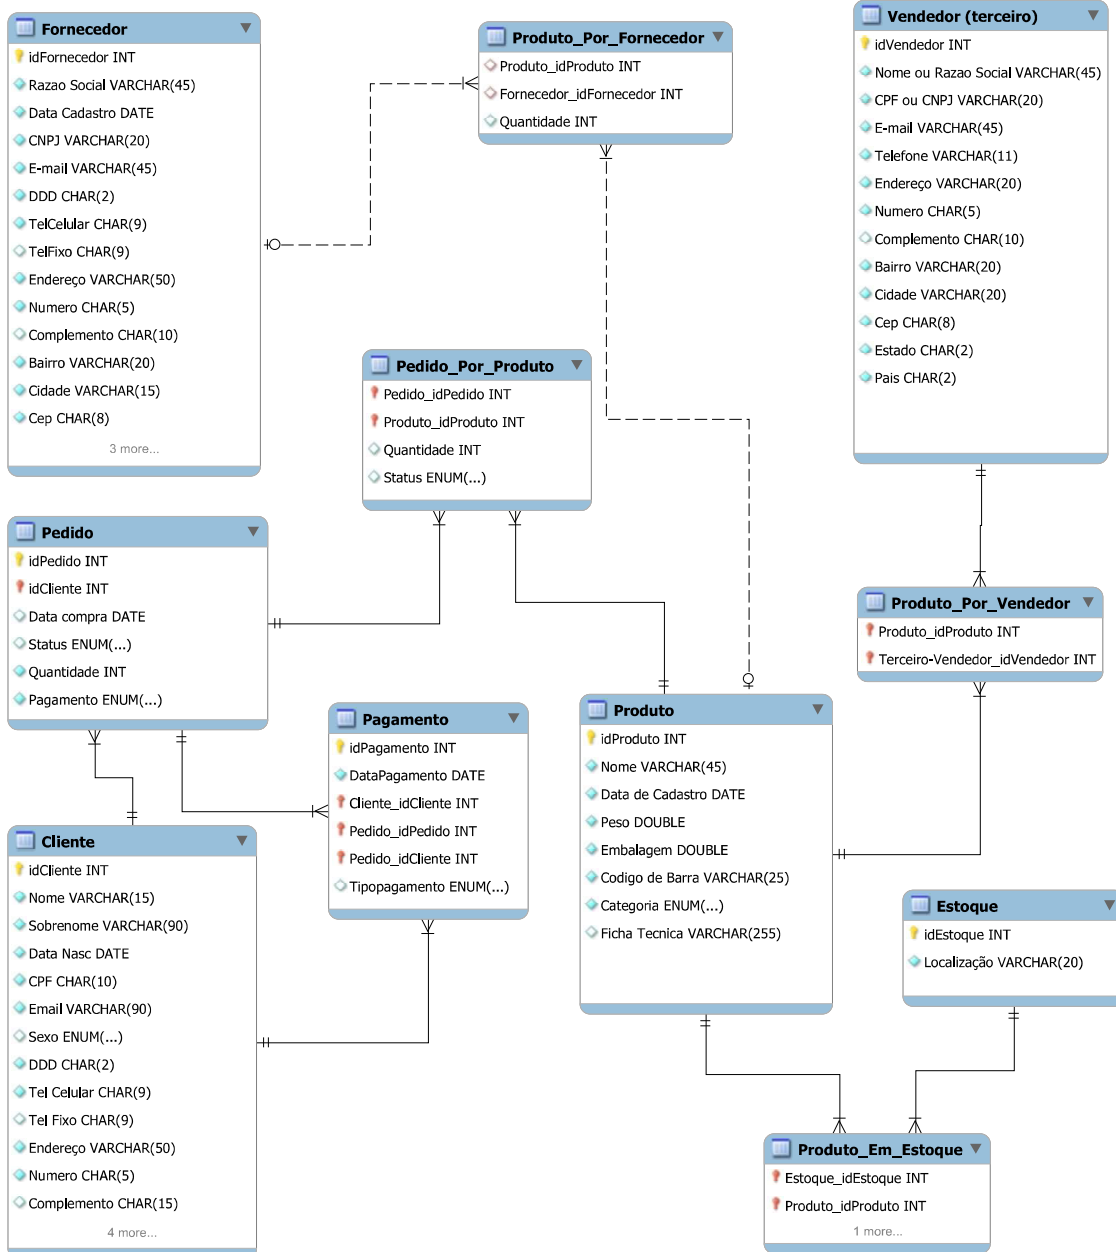 Fornecedor
idFornecedor INT
Razao Social VARCHAR(45)
Data Cadastro DATE
CNPJ VARCHAR(20)
E-mail VARCHAR(45)
DDD CHAR(2)
TelCelular CHAR(9)
TelFixo CHAR(9)
Endereço VARCHAR(50)
Numero CHAR(5)
Complemento CHAR(10)
Bairro VARCHAR(20)
Cidade VARCHAR(15)
Cep CHAR(8)
3 more...
Produto_Por_Fornecedor
Produto_idProduto INT
Fornecedor_idFornecedor INT
Quantidade INT
Vendedor (terceiro)
idVendedor INT
Nome ou Razao Social VARCHAR(45)
CPF ou CNPJ VARCHAR(20)
E-mail VARCHAR(45)
Telefone VARCHAR(11)
Endereço VARCHAR(20)
Numero CHAR(5)
Complemento CHAR(10)
Bairro VARCHAR(20)
Cidade VARCHAR(20)
Cep CHAR(8)
Estado CHAR(2)
Pais CHAR(2)
Pedido_Por_Produto
Pedido_idPedido INT
Produto_idProduto INT
Quantidade INT
Status ENUM(...)
Pedido
idPedido INT
idCliente INT
Data compra DATE
Status ENUM(...)
Quantidade INT
Pagamento ENUM(...)
Produto_Por_Vendedor
Produto_idProduto INT
Terceiro-Vendedor_idVendedor INT
Pagamento
idPagamento INT
DataPagamento DATE
Cliente_idCliente INT
Pedido_idPedido INT
Pedido_idCliente INT
Tipopagamento ENUM(...)
Produto
idProduto INT
Nome VARCHAR(45)
Data de Cadastro DATE
Peso DOUBLE
Embalagem DOUBLE
Codigo de Barra VARCHAR(25)
Categoria ENUM(...)
Ficha Tecnica VARCHAR(255)
Cliente
idCliente INT
Nome VARCHAR(15)
Sobrenome VARCHAR(90)
Data Nasc DATE
CPF CHAR(10)
Email VARCHAR(90)
Sexo ENUM(...)
DDD CHAR(2)
Tel Celular CHAR(9)
Tel Fixo CHAR(9)
Endereço VARCHAR(50)
Numero CHAR(5)
Complemento CHAR(15)
4 more...
Estoque
idEstoque INT
Localização VARCHAR(20)
Produto_Em_Estoque
Estoque_idEstoque INT
Produto_idProduto INT
1 more...